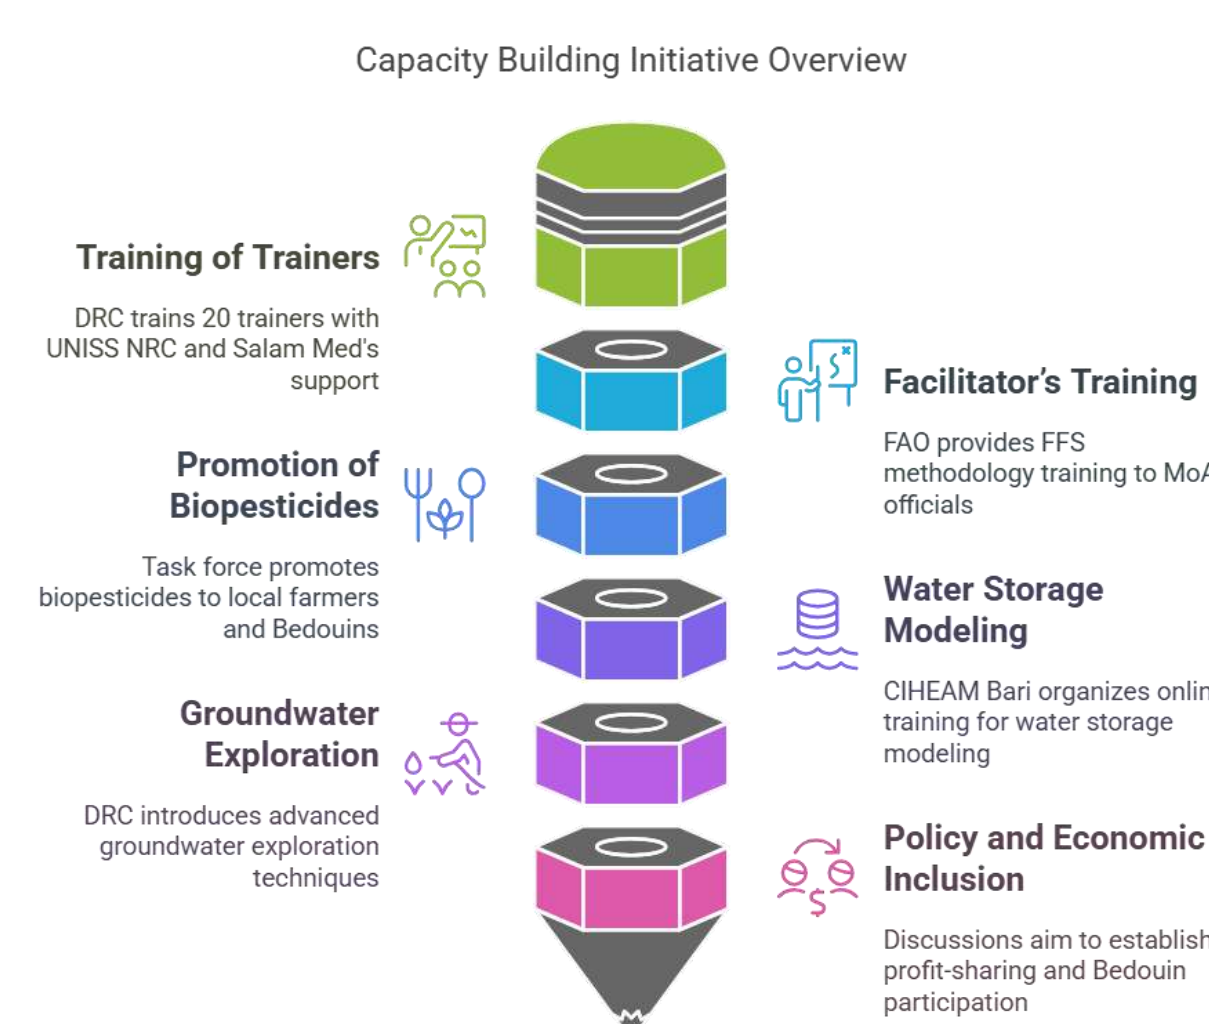 Capacity Building Initiative Overview
Training of Trainers
DRC trains 20 trainers with
UNISS NRC and Salam Med's
support
Facilitator’s Training
FAO provides FFS
methodology training to MoA
officials
Promotion of
Biopesticides
Task force promotes
biopesticides to local farmers
and Bedouins
Water Storage
Modeling
CIHEAM Bari organizes onlin
training for water storage
modeling
Groundwater
Exploration
DRC introduces advanced
groundwater exploration
techniques
Policy and Economic
Inclusion
Discussions aim to establish
profit-sharing and Bedouin
participation